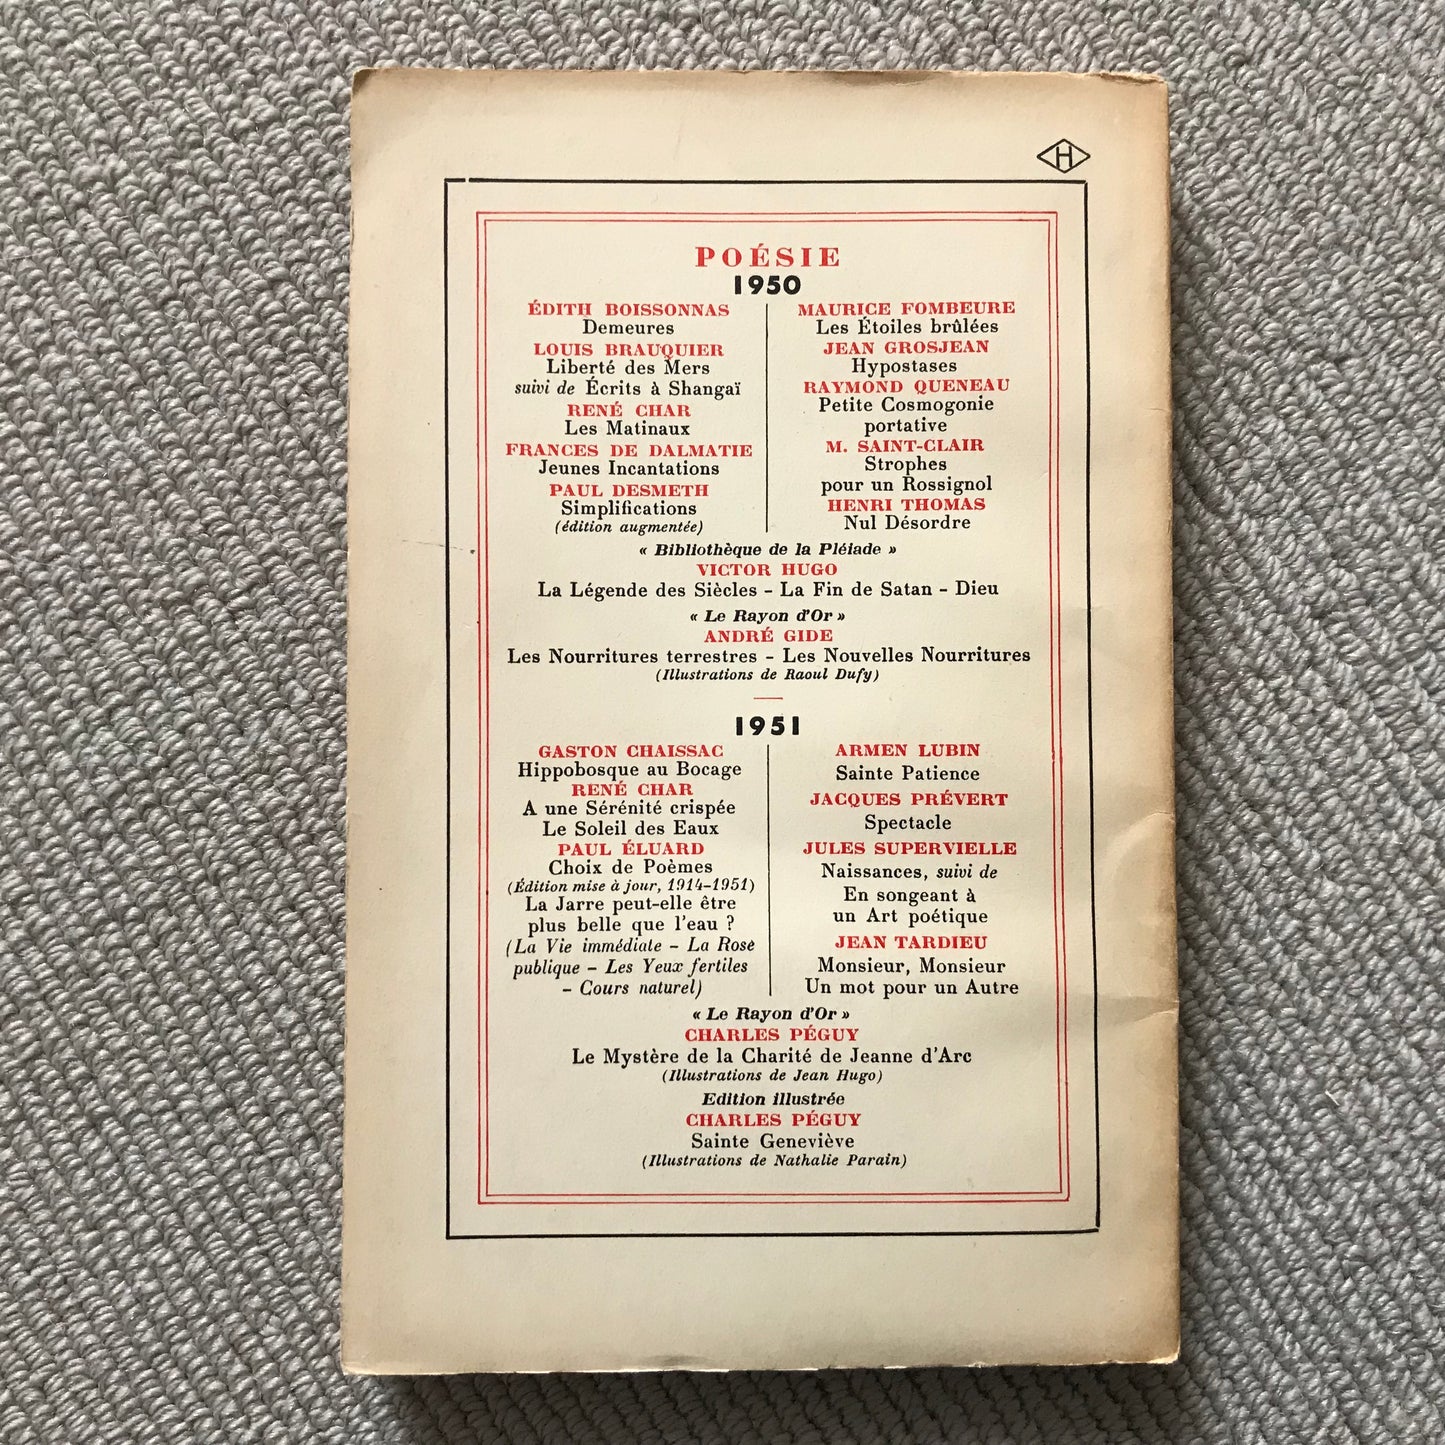 H
POÉSIE
1950
ÉDITH BOISSONNAS
Demeures
LOUIS BRAUQUIER
Liberté des Mers
suivi de Écrits à Shangaï
RENÉ CHAR
Les Matinaux
FRANCES DE DALMATIE
Jeunes Incantations
PAUL DESMETH
Simplifications
(édition augmentée)
MAURICE FOMBEURE
Les Étoiles brûlées
JEAN GROSJEAN
Hypostases
RAYMOND QUENEAU
Petite Cosmogonie
portative
M. SAINT-CLAIR
Strophes
pour un Rossignol
HENRI THOMAS
Nul Désordre
« Bibliothèque de la Pléiade »
VICTOR HUGO
La Légende des Siècles – La Fin de Satan – Dieu
« Le Rayon d'Or »
ANDRÉ GIDE
Les Nourritures terrestres – Les Nouvelles Nourritures
(Illustrations de Raoul Dufy)
1951
GASTON CHAISSAC
Hippobosque au Bocage
RENÉ CHAR
A une Sérénité crispée
Le Soleil des Eaux
PAUL ÉLUARD
Choix de Poèmes
(Édition mise à jour, 1914-1951)
La Jarre peut-elle être
plus belle que l'eau ?
(La Vie immédiate – La Rose
publique – Les Yeux fertiles
– Cours naturel)
ARMEN LUBIN
Sainte Patience
JACQUES PRÉVERT
Spectacle
JULES SUPERVIELLE
Naissances, suivi de
En songeant à
un Art poétique
JEAN TARDIEU
Monsieur, Monsieur
Un mot pour un Autre
« Le Rayon d'Or »
CHARLES PÉGUY
Le Mystère de la Charité de Jeanne d'Arc
(Illustrations de Jean Hugo)
Edition illustrée
CHARLES PÉGUY
Sainte Geneviève
(Illustrations de Nathalie Parain)